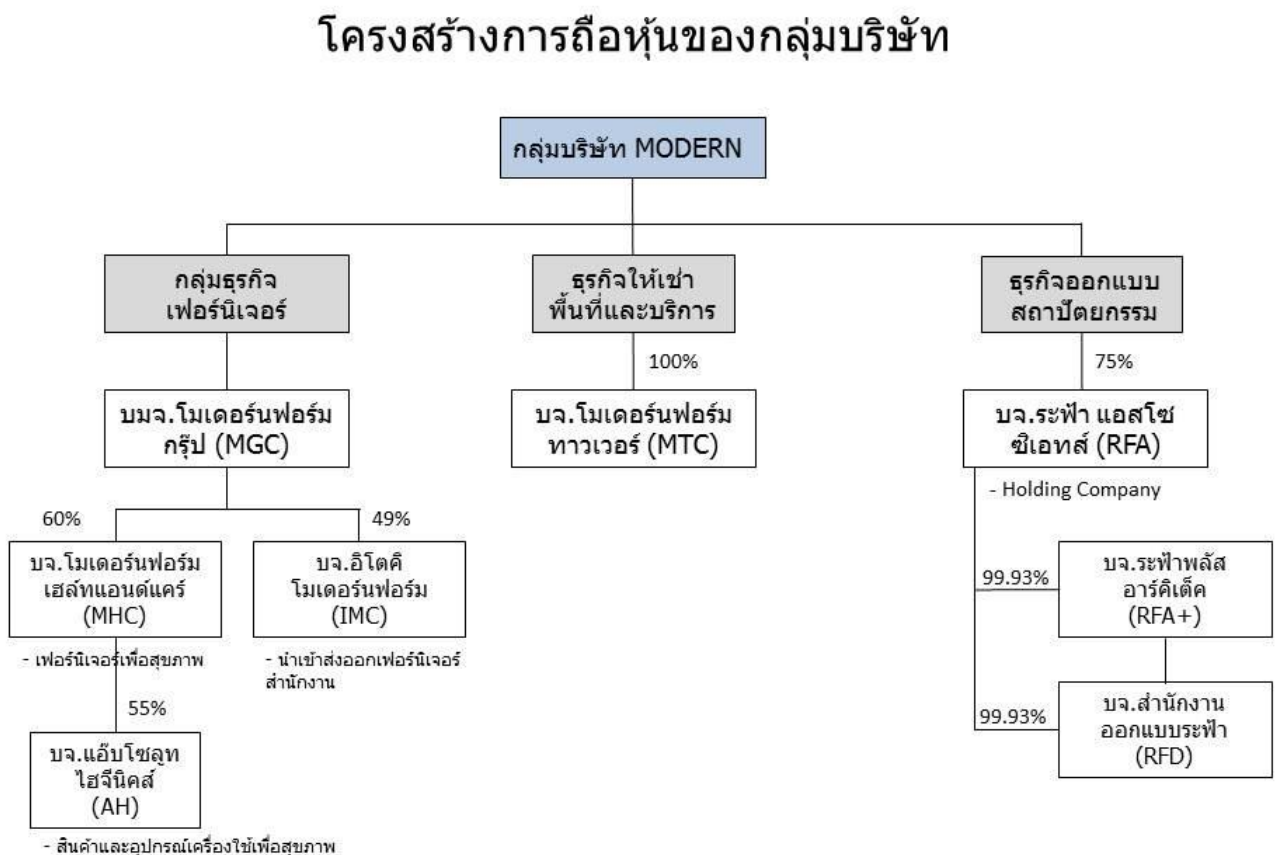 โครงสร้างการถือหุ้นของกลุ่มบริษัท
กลุ่มบริษัท MODERN
กลุ่มธุรกิจ
เฟอร์นิเจอร์
ธุรกิจให้เช่า
พื้นที่และบริการ
ธุรกิจออกแบบ
สถาปัตยกรรม
100%
75%
บมจ.โมเดอร์นฟอร์ม
กรุ๊ป (MGC)
บจ.โมเดอร์นฟอร์ม
ทาวเวอร์ (MTC)
บจ.ระฟ้า แอสโซ
ซิเอทส์ (RFA)
- Holding Company
60%
49%
บจ.โมเดอร์นฟอร์ม
เฮล์ทแอนด์แคร์
(MHC)
- เฟอร์นิเจอร์เพื่อสุขภาพ
บจ.อิโตคิ
โมเดอร์นฟอร์ม
(IMC)
- นำเข้าส่งออกเฟอร์นิเจอร์
สำนักงาน
99.93%
บจ.ระฟ้าพลัส
อาร์คิเต็ค
(RFA+)
55%
บจ.แอ๊บโซลูท
ไฮจีนิคส์
(AH)
- สินค้าและอุปกรณ์เครื่องใช้เพื่อสุขภาพ
99.93%
บจ.สำนักงาน
ออกแบบระฟ้า
(RFD)